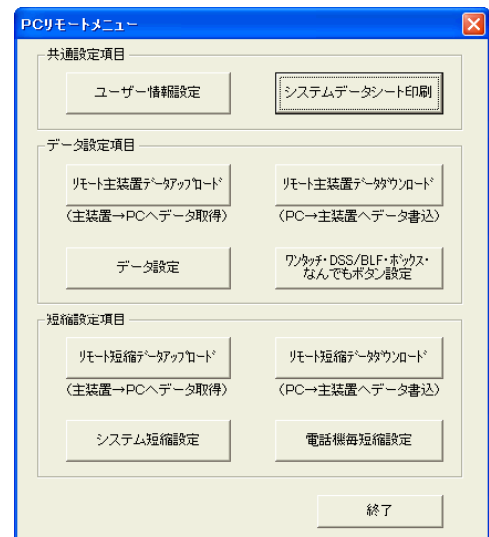 PCリモートメニュー
共通設定項目
ユーザー情報設定
システムデータシート印刷
データ設定項目
リモート主装置データアップロード
リモート主装置データダウンロード
(主装置→PCへデータ取得)
(PC→主装置へデータ書込)
データ設定
ワンタッチ・DSS/BLF・ボックス・
なんでもボタン設定
短縮設定項目
リモート短縮データアップロード
リモート短縮データダウンロード
(主装置→PCへデータ取得)
(PC→主装置へデータ書込)
システム短縮設定
電話機毎短縮設定
終了